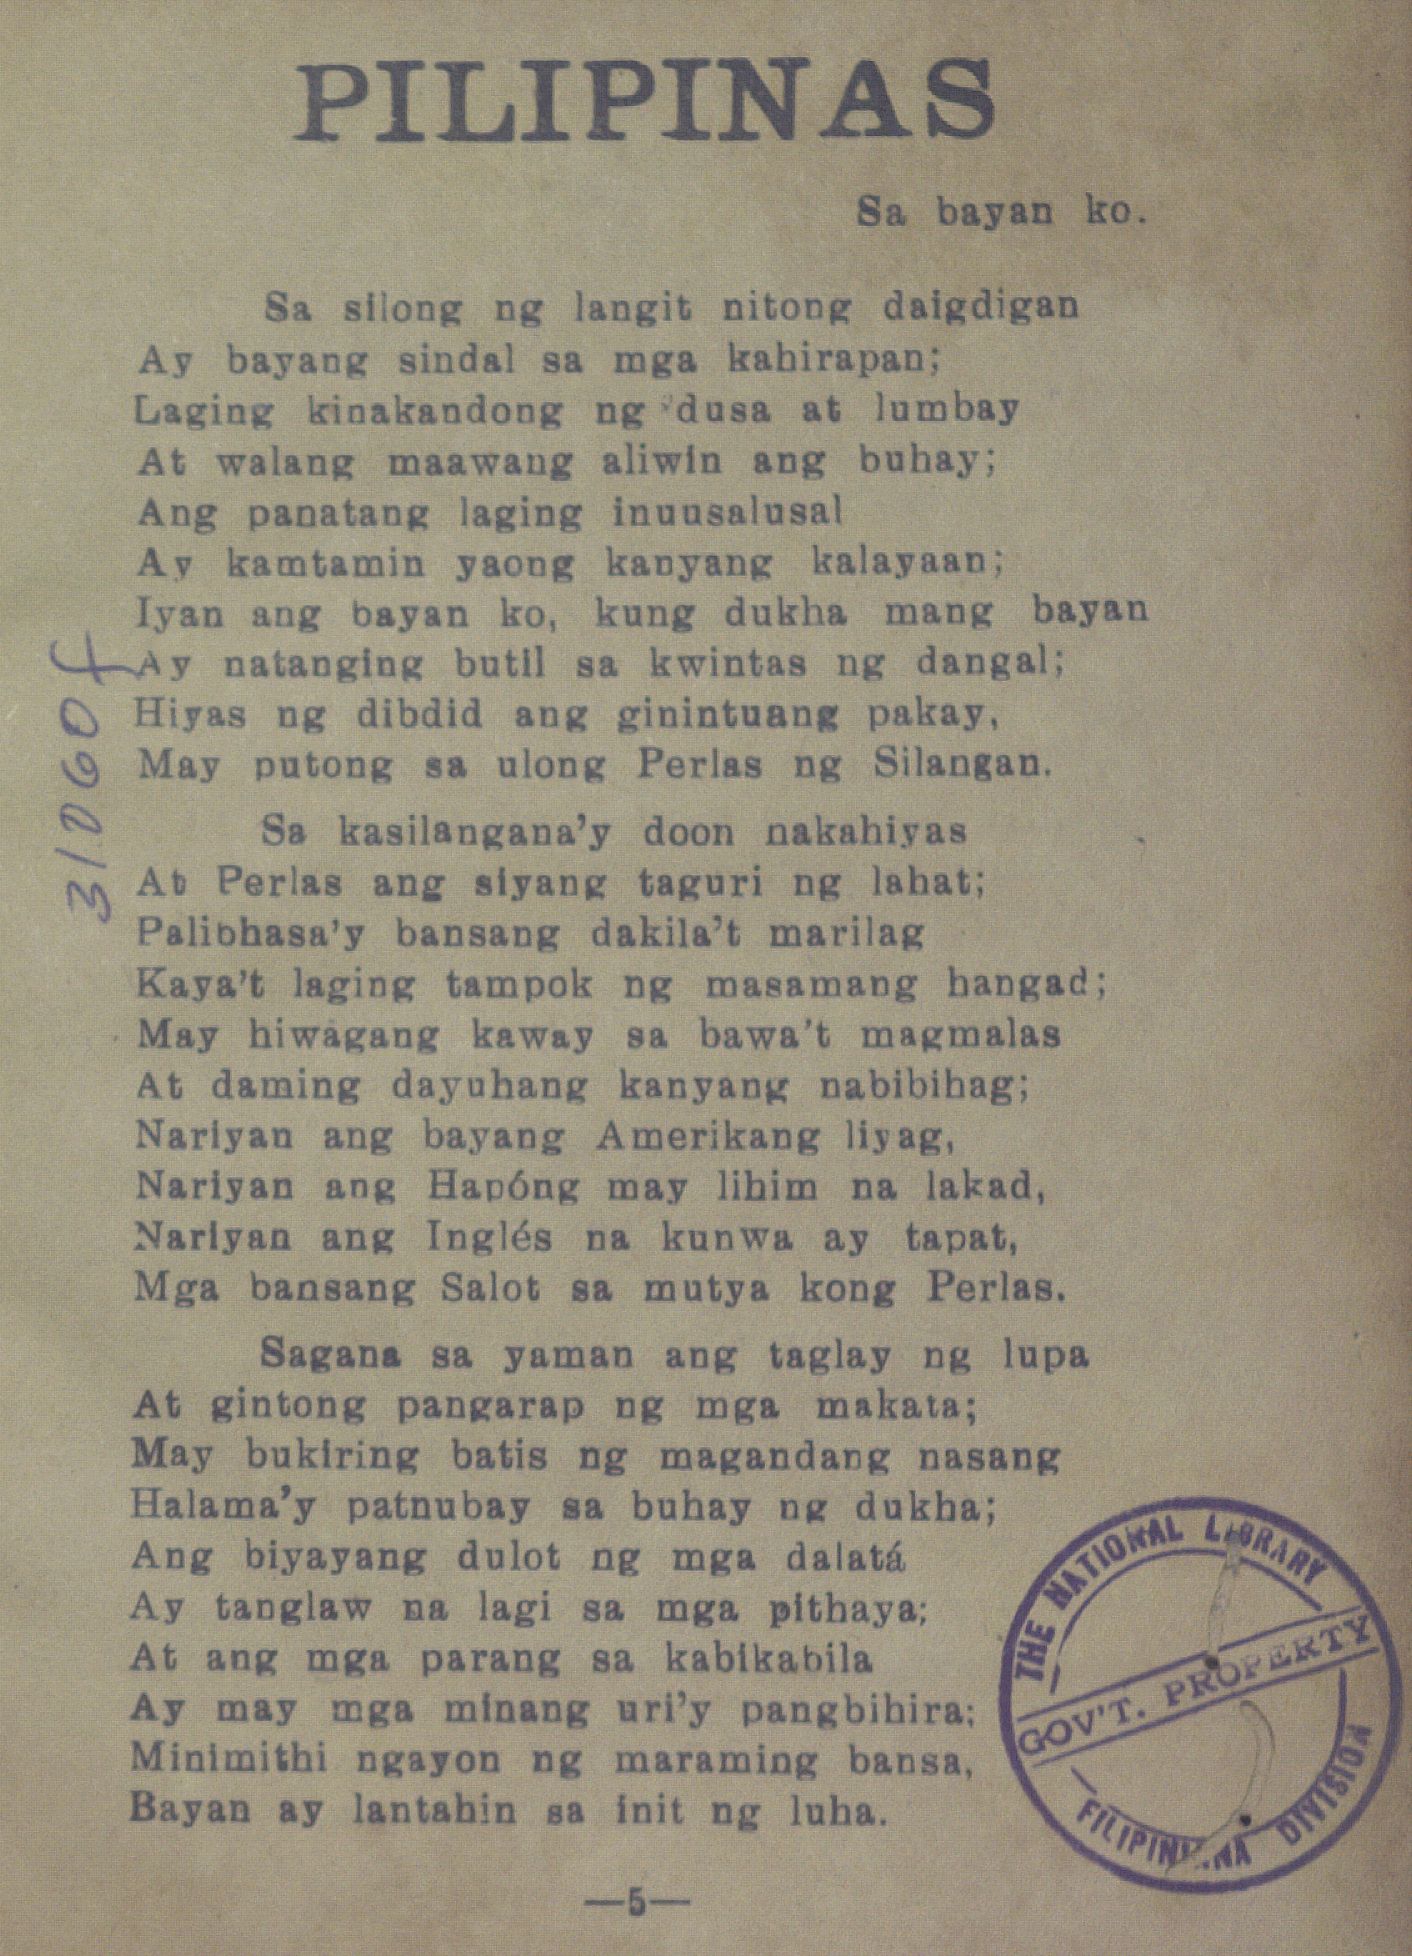 PILIPINAS
Sa bayan ko.
Sa silong ng langit nitong daigdigan
Ay bayang sindal sa mga kahirapan;
Laging kinakandong ng dusa at lumbay
At walang maawang aliwin ang buhay;
Ang panatang laging inuusalusal
Ay kamtamin yaong kanyang kalayaan;
Iyan ang bayan ko, kung dukha mang bayan
Ay natanging butil sa kwintas ng dangal;
Hiyas ng dibdid ang ginintuang pakay,
May putong sa ulong Perlas ng Silangan.
Sa kasilangana'y doon nakahiyas
At Perlas ang siyang taguri ng lahat;
Palibhasa'y bansang dakila't marilag
Kaya't laging tampok ng masamang hangad;
May hiwagang kaway sa bawa't magmalas
At daming dayuhang kanyang nabibihag;
Nariyan ang bayang Amerikang liyag,
Nariyan ang Hapóng may lihim na lakad,
Nariyan ang Inglés na kunwa ay tapat,
Mga bansang Salot sa mutya kong Perlas.
Sagana sa yaman ang taglay ng lupa
At gintong pangarap ng mga makata;
May bukiring batis ng magandang nasang
Halama'y patnubay sa buhay ng dukha;
Ang biyayang dulot ng mga dalatá
Ay tanglaw na lagi sa mga pithaya;
At ang mga parang sa kabikabila
Ay may mga minang uri'y pangbihira;
Minimithi ngayon ng maraming bansa,
Bayan ay lantahin sa init ng luha.
—5—
31060f
THE NATIONAL LIBRARY
GOV'T. PROPERTY
FILIPINIANA DIVISION